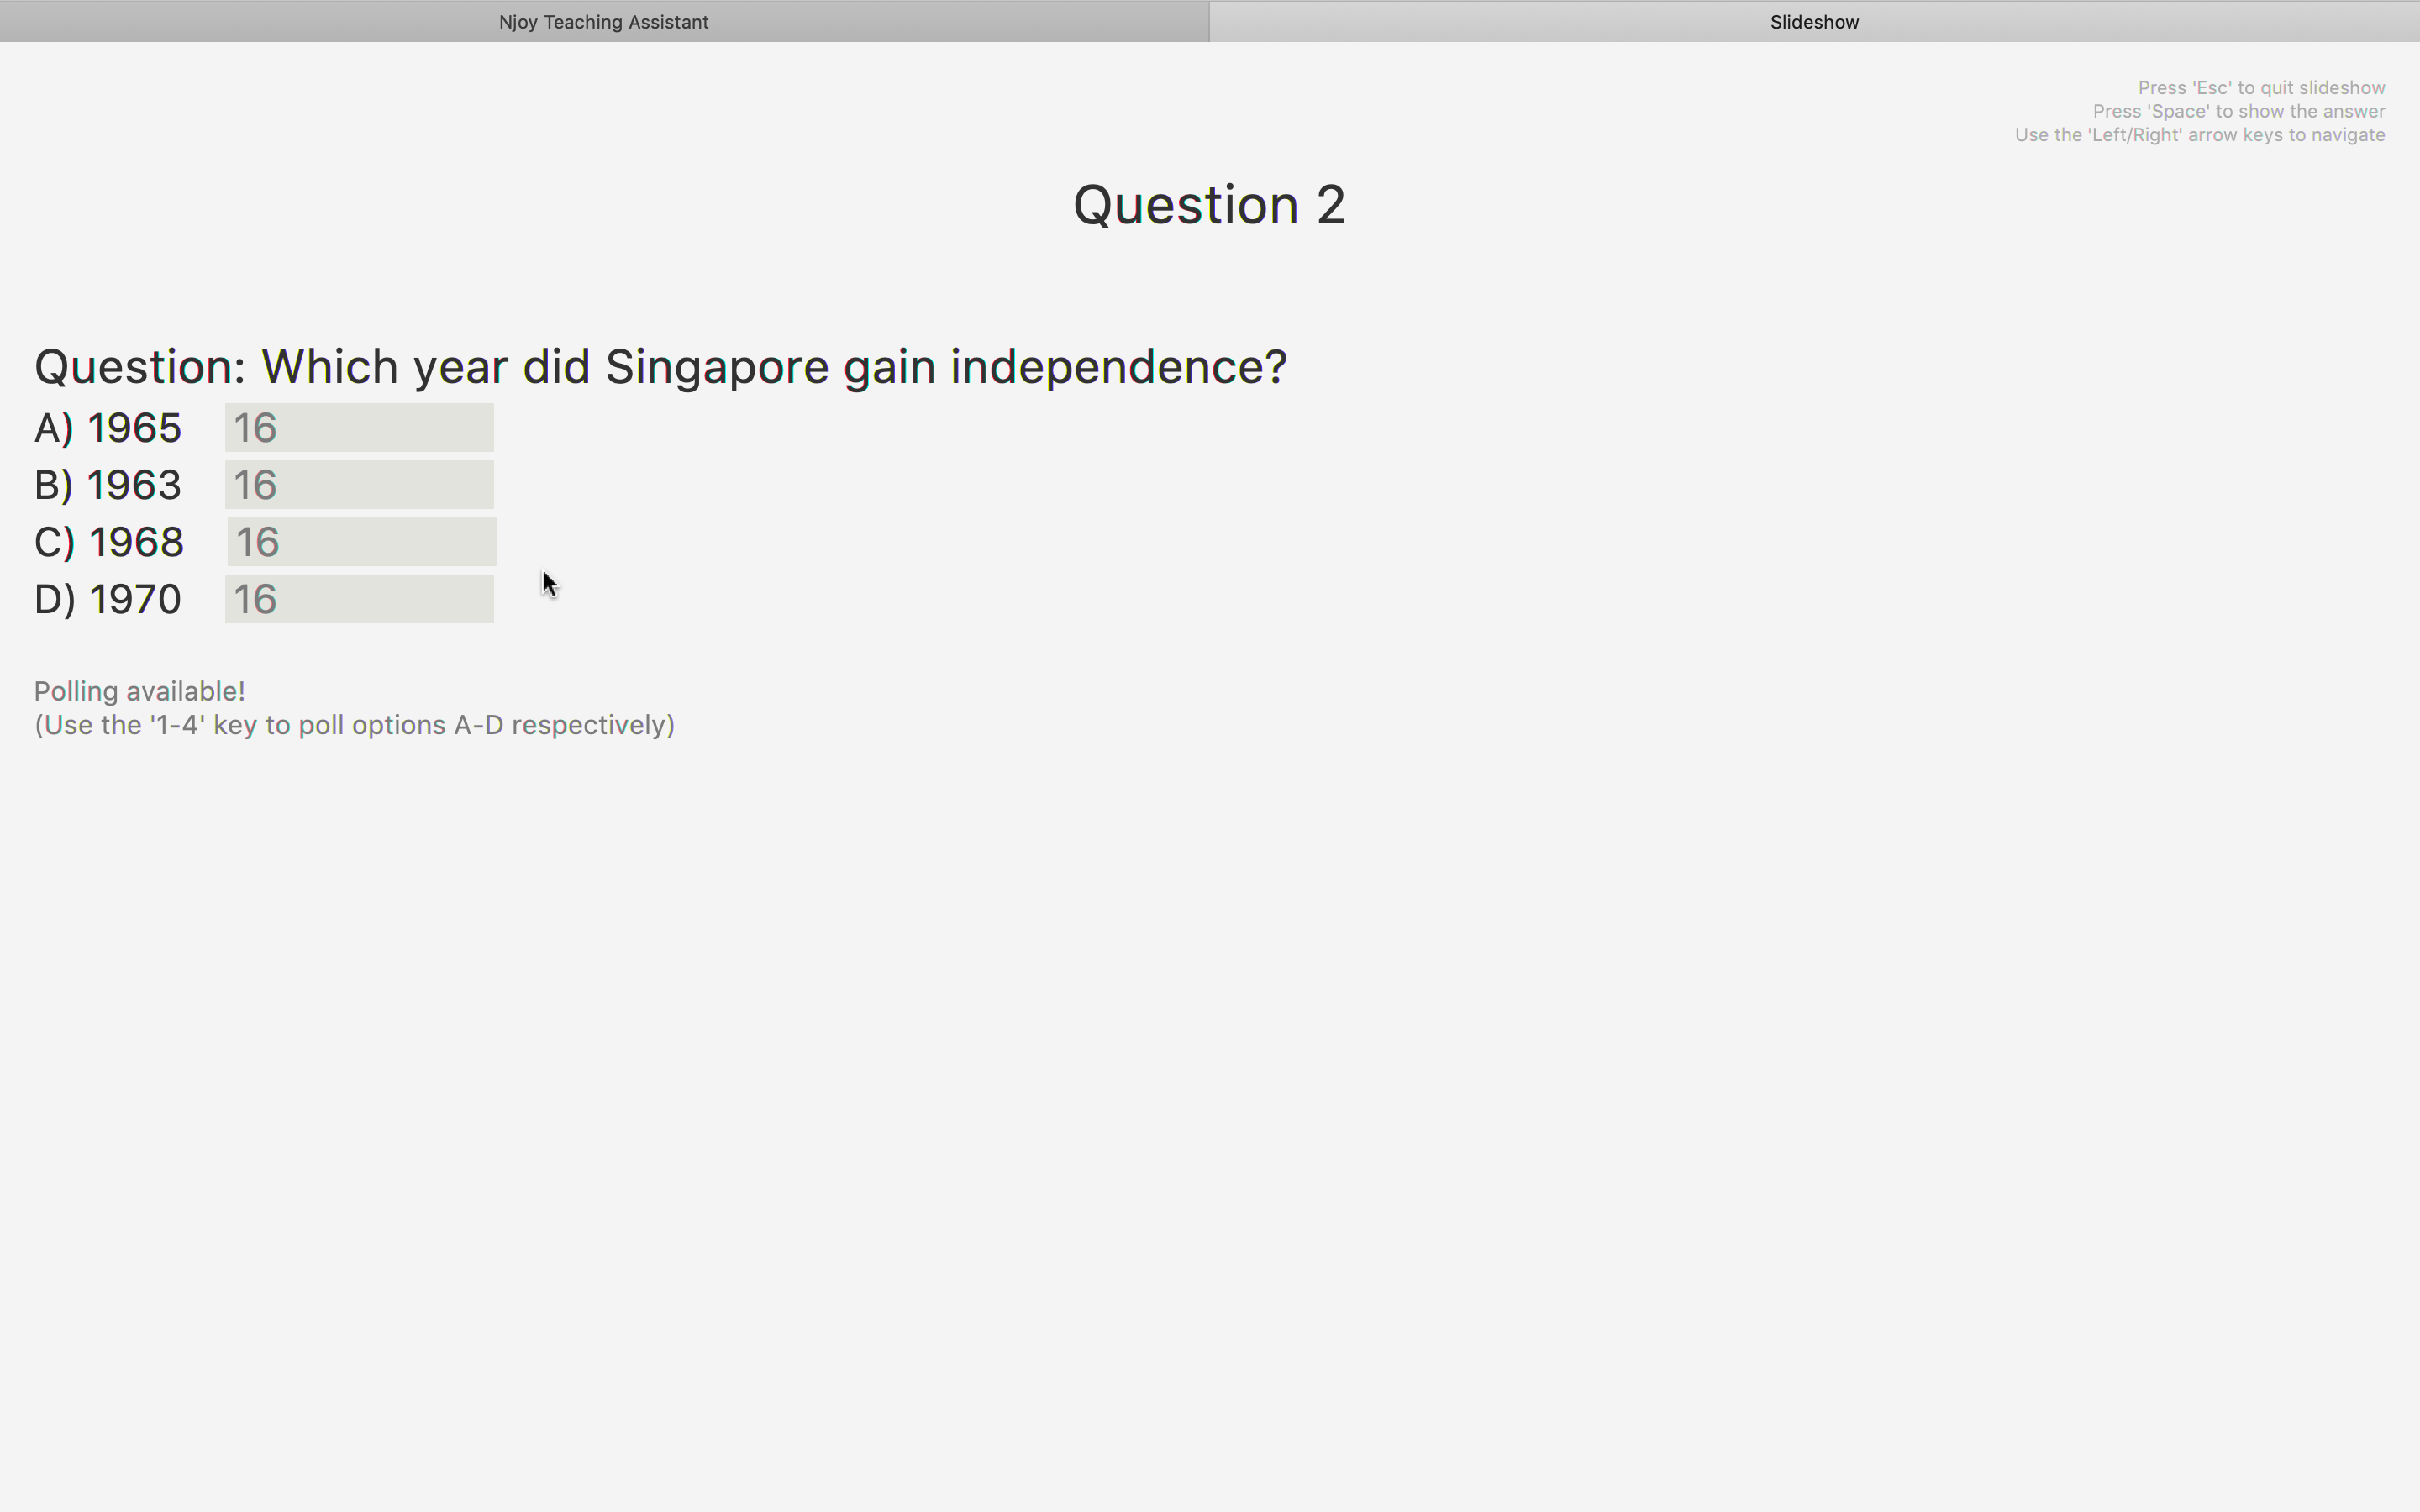 Njoy Teaching Assistant
Slideshow
Press 'Esc' to quit slideshow
Press 'Space' to show the answer
Use the 'Left/Right' arrow keys to navigate
Question 2
Question: Which year did Singapore gain independence?
A) 1965 16
B) 1963 16
C) 1968 16
D) 1970 16
Polling available!
(Use the '1-4' key to poll options A-D respectively)